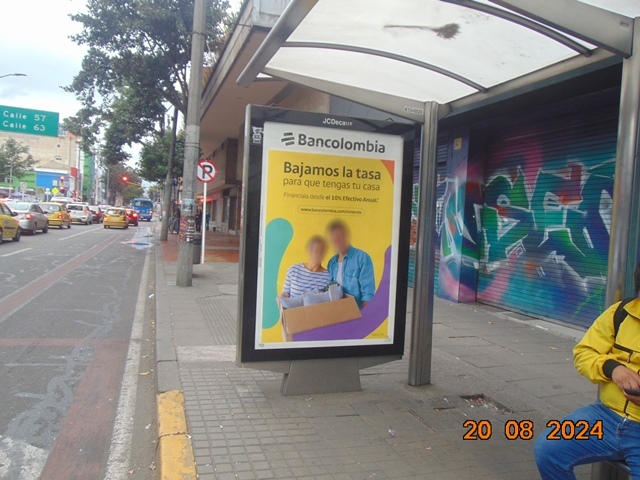 Calle 57
Calle 63
JCDecaux
Bancolombia
Bajamos la tasa
para que tengas tu casa
Finánciala desde el 10% Efectivo Anual.*
20 08 2024